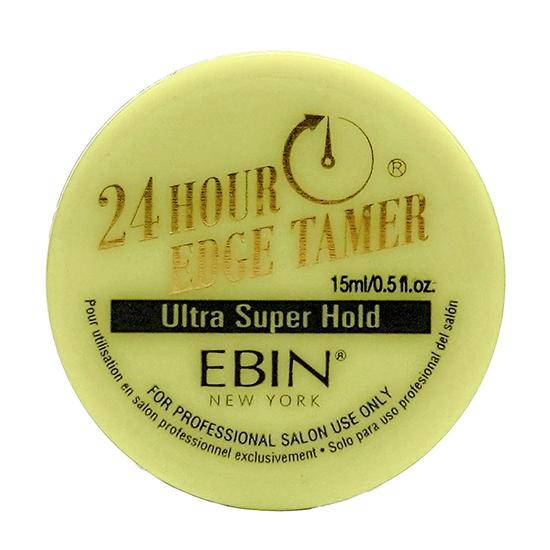 24 HOUR
EDGE TAMER®
15ml/0.5 fl.oz.
Ultra Super Hold
EBIN®
NEW YORK
FOR PROFESSIONAL SALON USE ONLY
Pour utilisation en salon professionnel exclusivement • Solo para uso profesional del salón